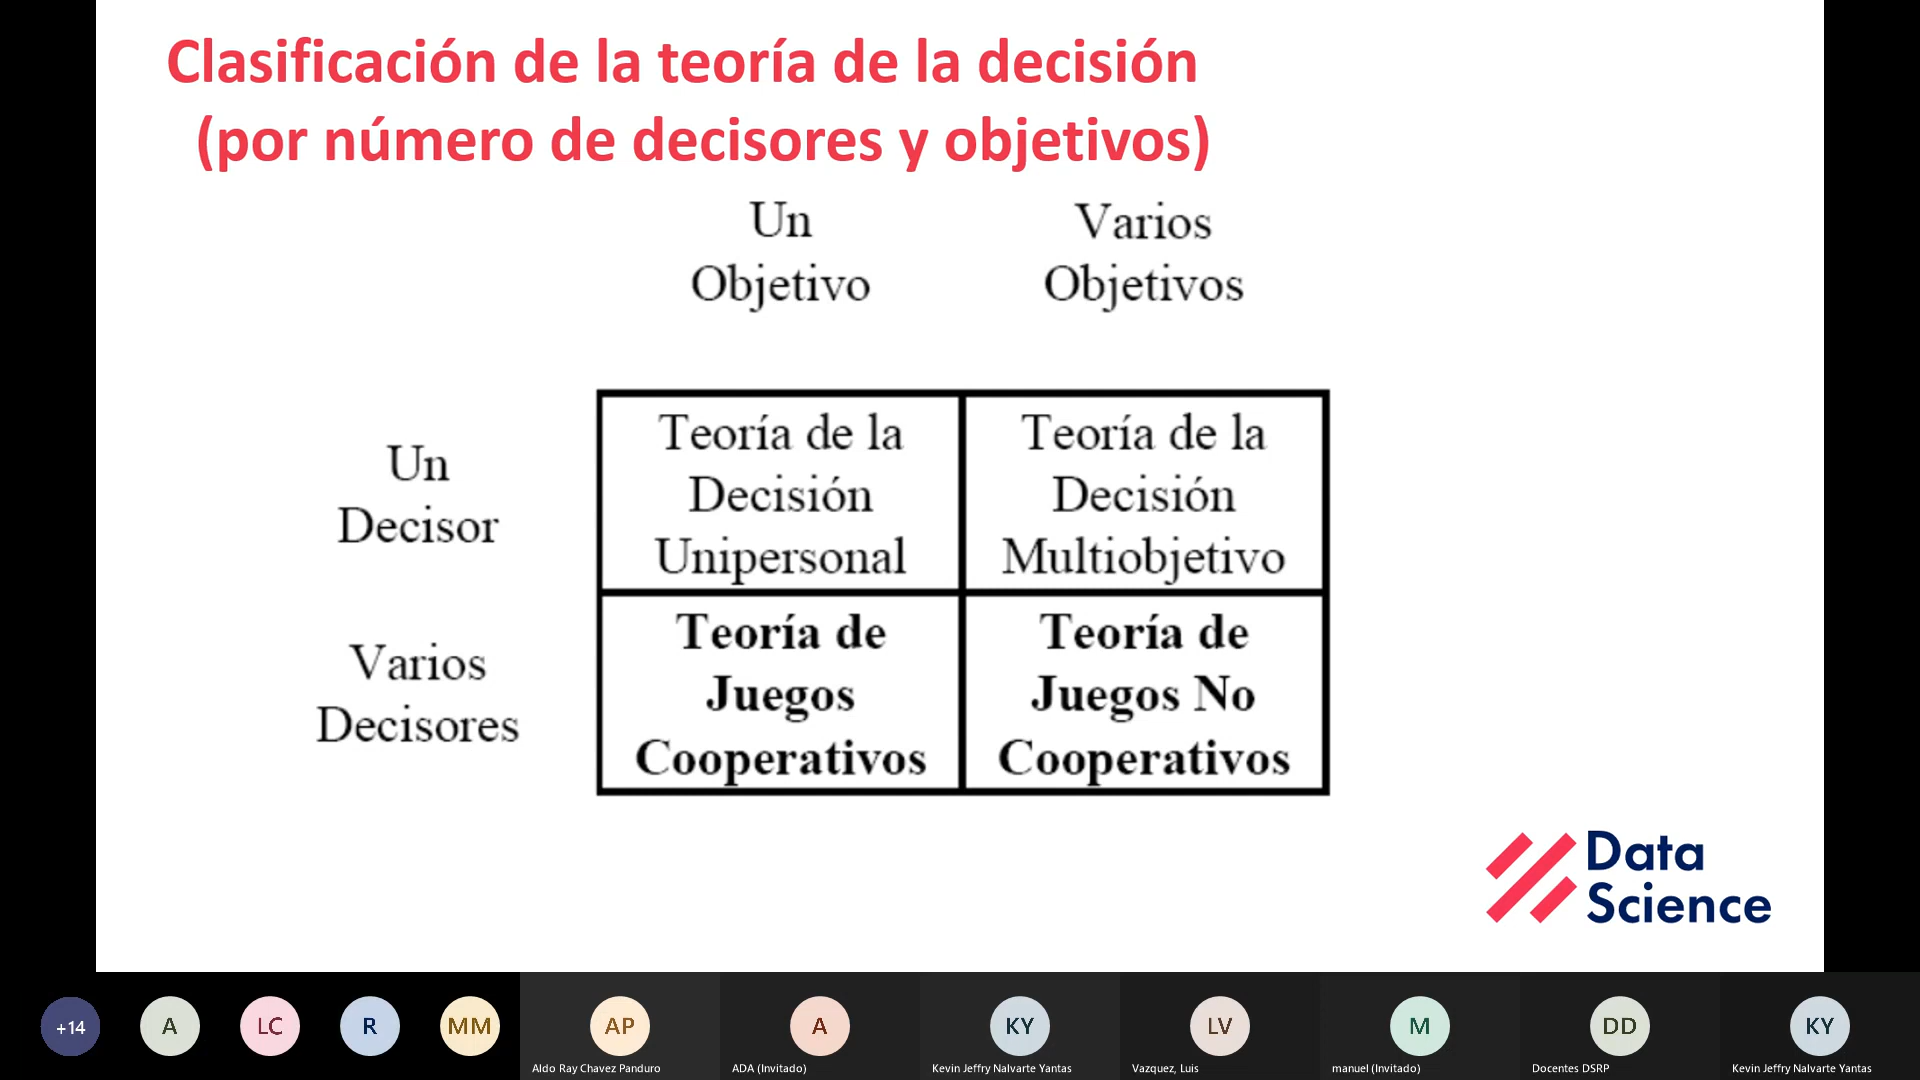 Clasificación de la teoría de la decisión
(por número de decisores y objetivos)
Un
Objetivo
Varios
Objetivos
Un
Decisor
Teoría de la
Decisión
Unipersonal
Teoría de la
Decisión
Multiobjetivo
Varios
Decisores
Teoría de
Juegos
Cooperativos
Teoría de
Juegos No
Cooperativos
Data
Science
+14
A
LC
R
MM
AP
Aldo Ray Chavez Panduro
A
ADA (Invitado)
KY
Kevin Jeffry Nalvarte Yantas
LV
Vazquez, Luis
M
manuel (Invitado)
DD
Docentes DSRP
KY
Kevin Jeffry Nalvarte Yantas